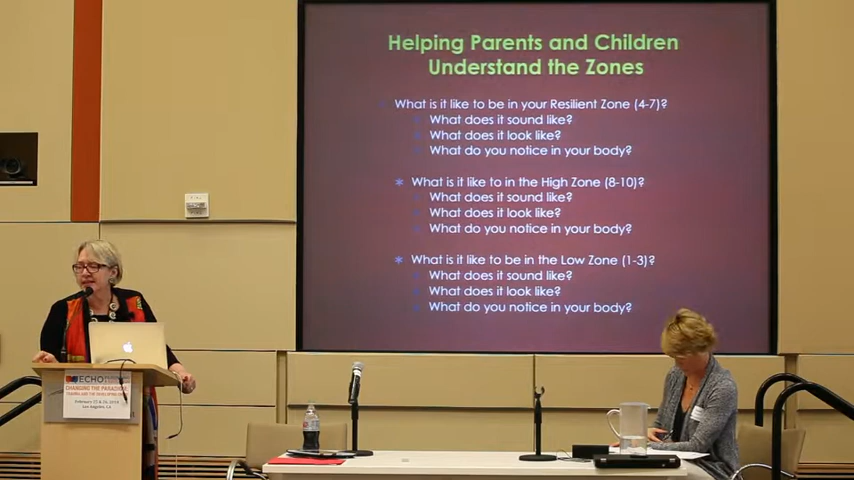 Helping Parents and Children
Understand the Zones
What is it like to be in your Resilient Zone (4-7)?
What does it sound like?
What does it look like?
What do you notice in your body?
* What is it like to in the High Zone (8-10)?
What does it sound like?
What does it look like?
What do you notice in your body?
* What is it like to be in the Low Zone (1-3)?
What does it sound like?
What does it look like?
What do you notice in your body?
ECHO
CHANGING THE PARADIGM
Los Angeles, CA